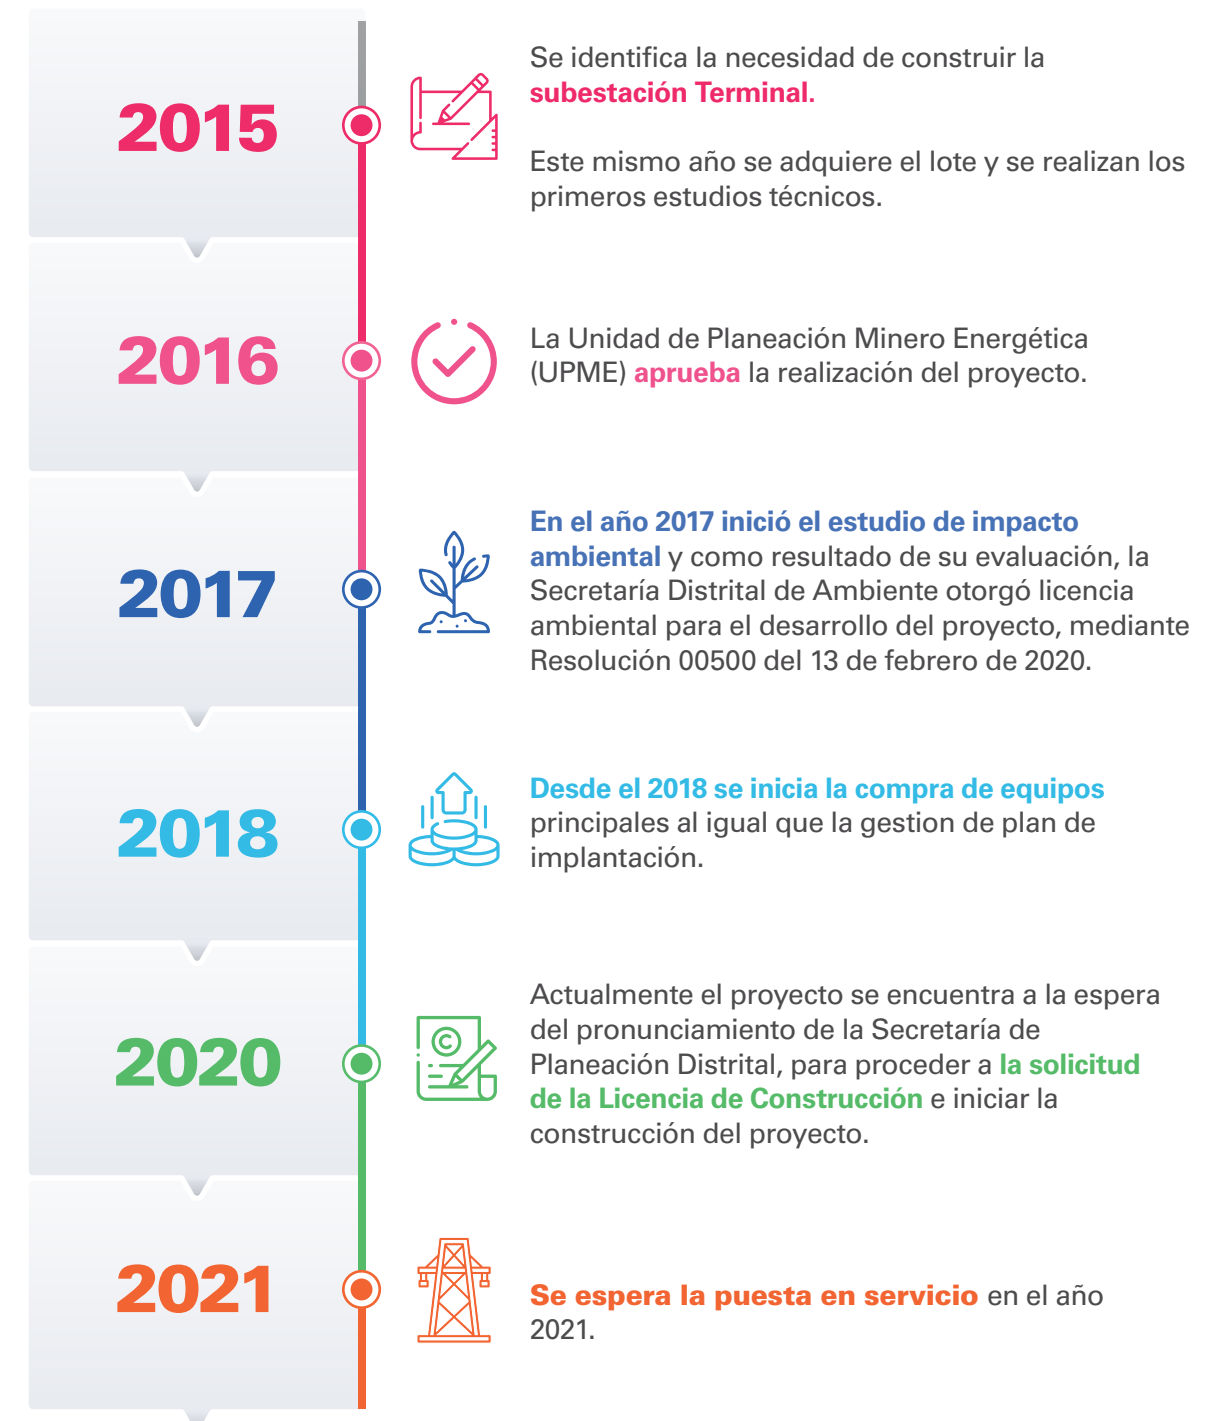 2015
Se identifica la necesidad de construir la
subestación Terminal.
Este mismo año se adquiere el lote y se realizan los
primeros estudios técnicos.
2016
La Unidad de Planeación Minero Energética
(UPME) aprueba la realización del proyecto.
2017
En el año 2017 inició el estudio de impacto
ambiental y como resultado de su evaluación, la
Secretaría Distrital de Ambiente otorgó licencia
ambiental para el desarrollo del proyecto, mediante
Resolución 00500 del 13 de febrero de 2020.
2018
Desde el 2018 se inicia la compra de equipos
principales al igual que la gestion de plan de
implantación.
2020
Actualmente el proyecto se encuentra a la espera
del pronunciamiento de la Secretaría de
Planeación Distrital, para proceder a la solicitud
de la Licencia de Construcción e iniciar la
construcción del proyecto.
2021
Se espera la puesta en servicio en el año
2021.